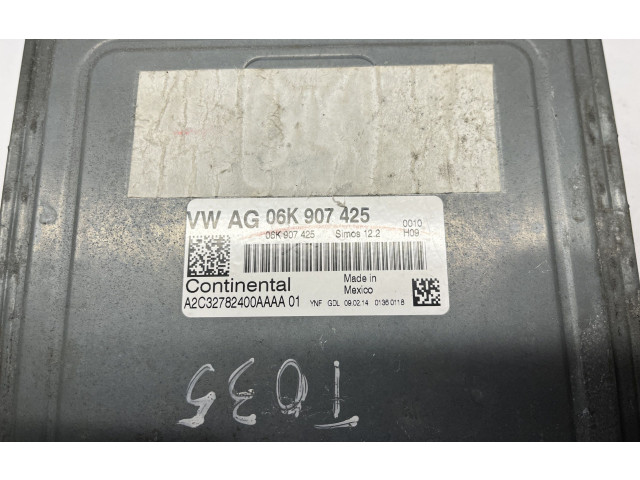 VW AG 06K 907 425
06K 907 425 Simos 12.2 0010 H09
Continental
Made in
Mexico
A2C32782400AAAA 01 YNF GDL 09.02.14 0136 0118
T035